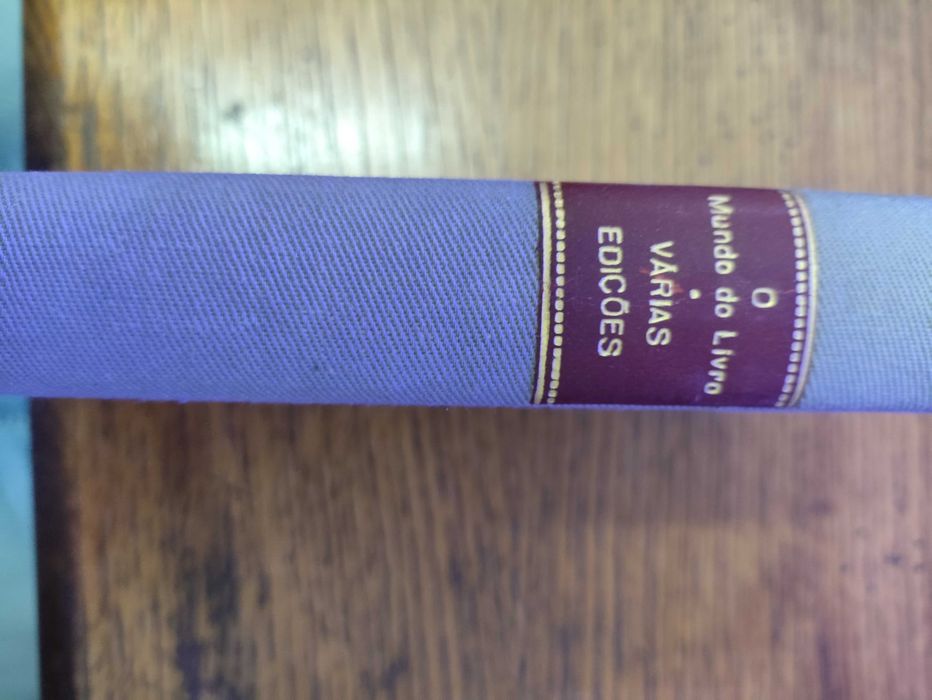 O
Mundo do Livro
•
VÁRIAS
EDIÇÕES